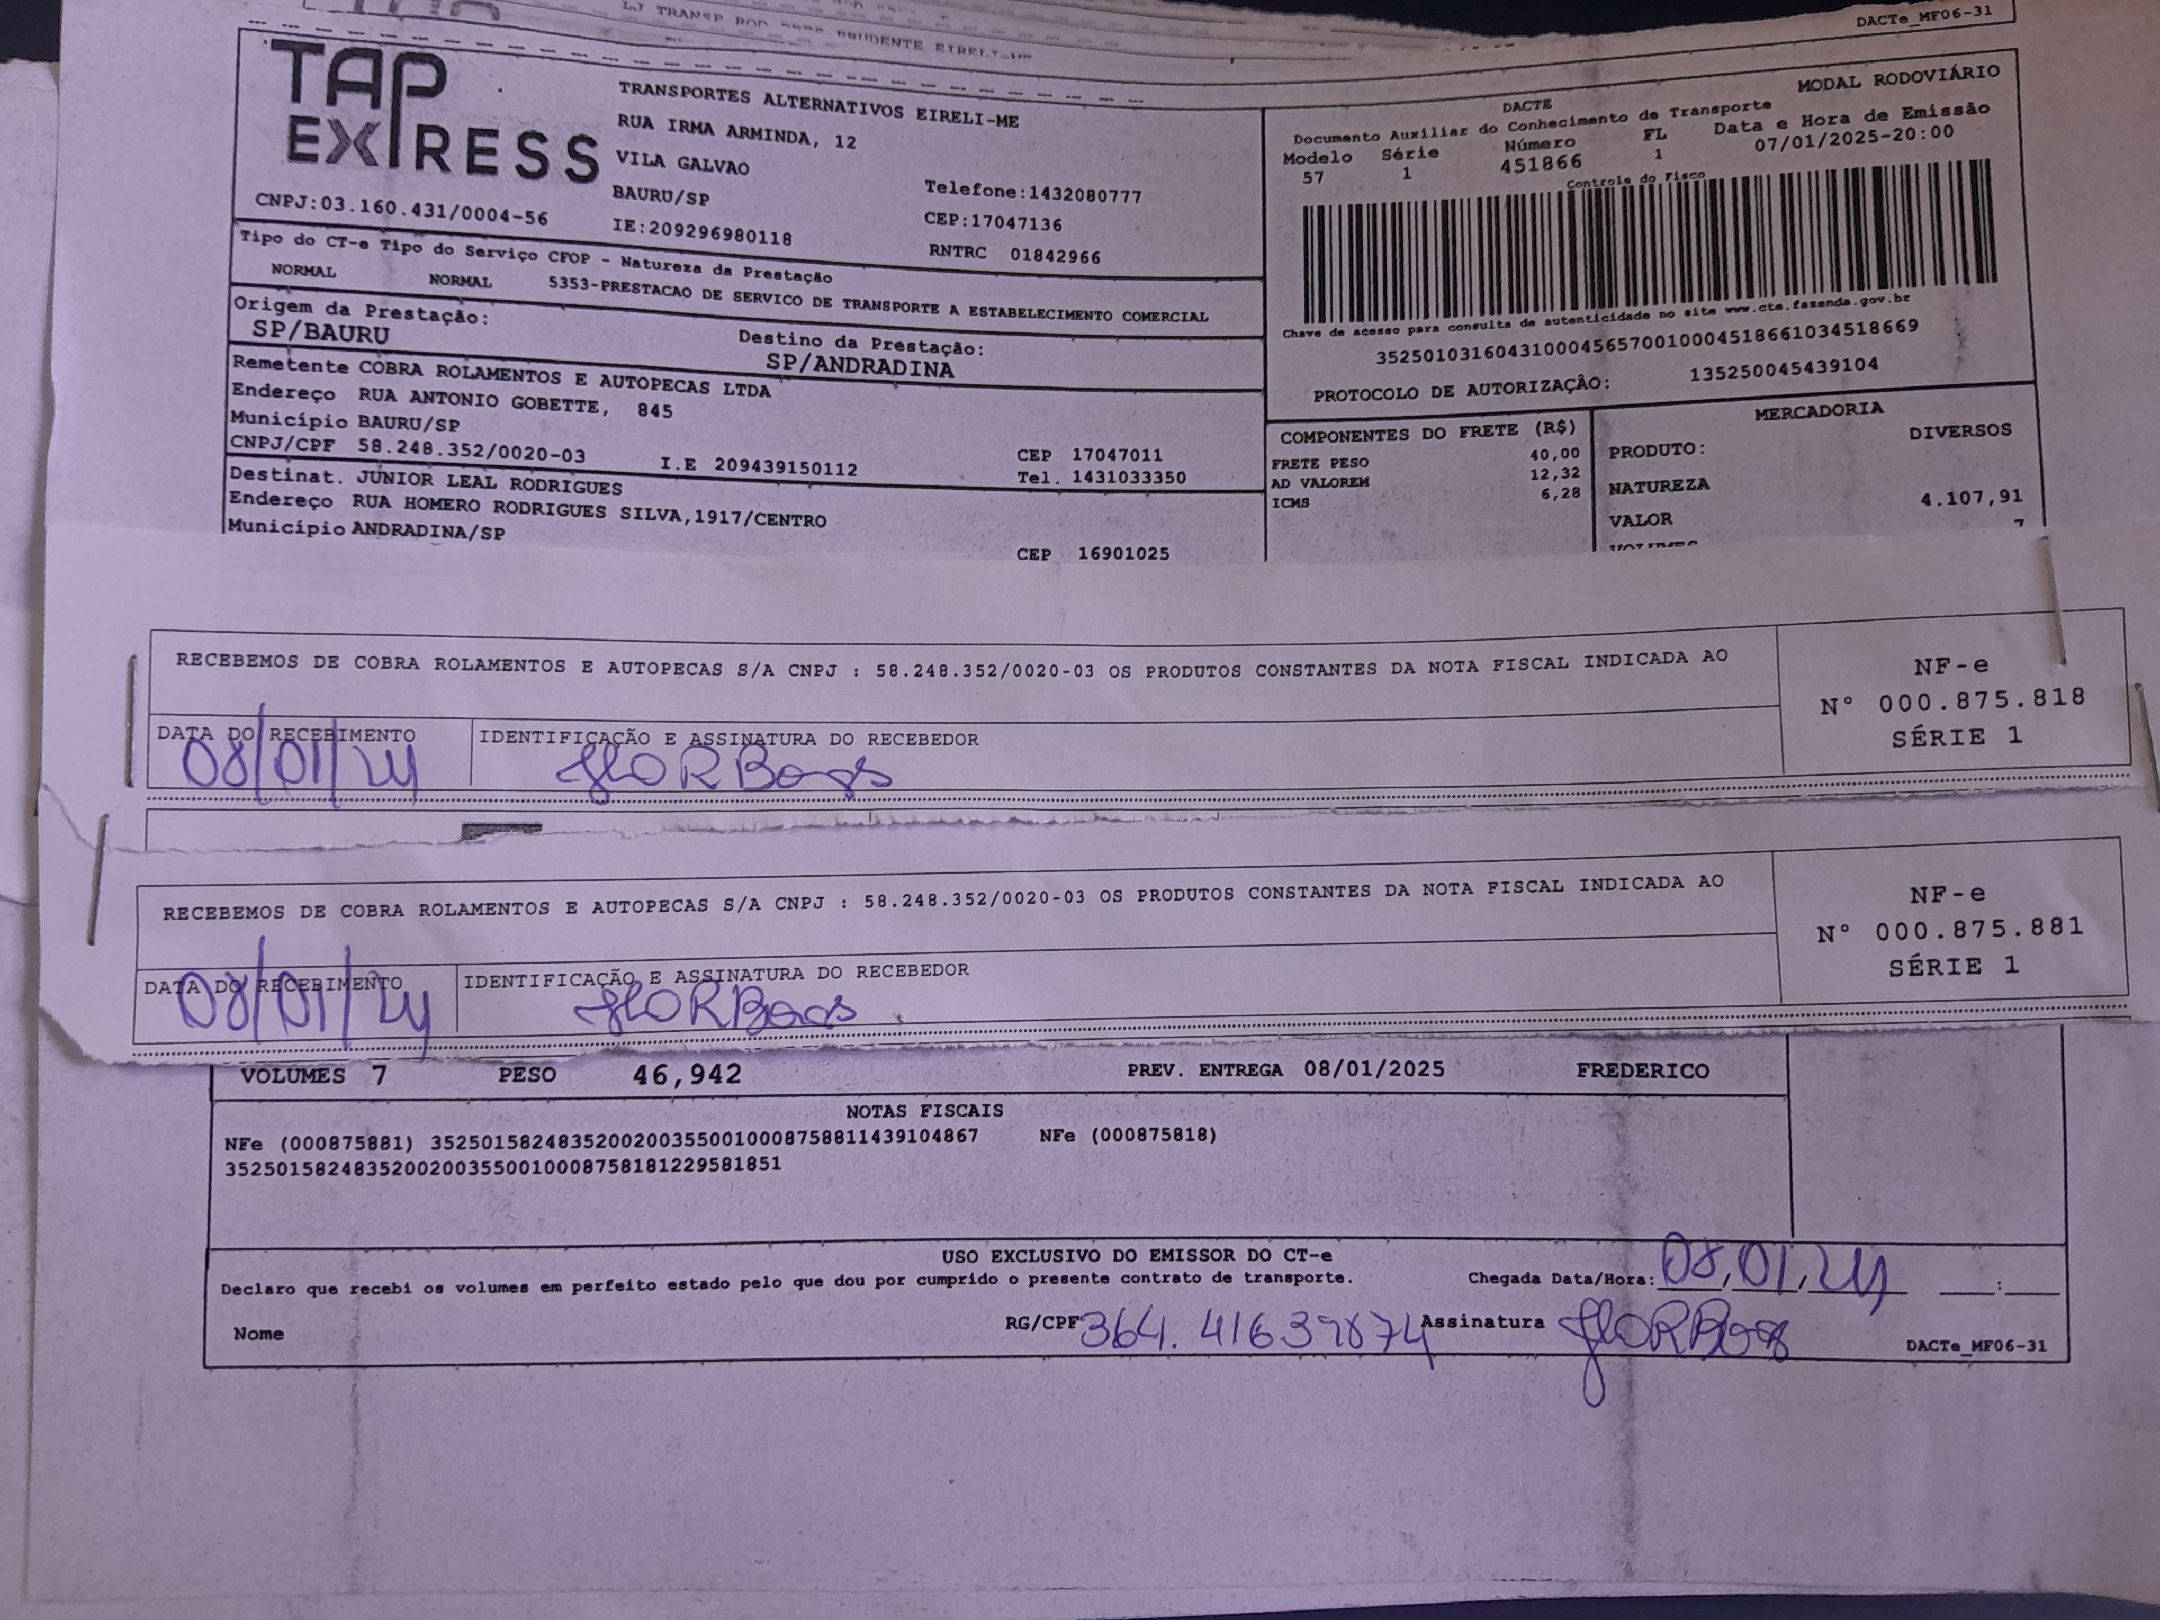 LJ TRANSP ROD PRUDENTE EIRELI-ME
DACTe_MF06-31
TAP EXPRESS
TRANSPORTES ALTERNATIVOS EIRELI-ME
RUA IRMA ARMINDA, 12
VILA GALVAO
BAURU/SP Telefone:1432080777
CNPJ:03.160.431/0004-56 IE:209296980118 CEP:17047136
RNTRC 01842966
MODAL RODOVIÁRIO
DACTE
Documento Auxiliar do Conhecimento de Transporte
Modelo Série Número FL Data e Hora de Emissão
57 1 451866 1 07/01/2025-20:00
Controle do Fisco
Chave de acesso para consulta de autenticidade no site www.cte.fazenda.gov.br
35250103160431000456570010004518661034518669
PROTOCOLO DE AUTORIZAÇÃO: 135250045439104
Tipo do CT-e Tipo do Serviço CFOP - Natureza da Prestação
NORMAL NORMAL 5353-PRESTACAO DE SERVICO DE TRANSPORTE A ESTABELECIMENTO COMERCIAL
Origem da Prestação: Destino da Prestação:
SP/BAURU SP/ANDRADINA
Remetente COBRA ROLAMENTOS E AUTOPECAS LTDA
Endereço RUA ANTONIO GOBETTE, 845
Município BAURU/SP CEP 17047011
CNPJ/CPF 58.248.352/0020-03 I.E 209439150112 Tel. 1431033350
Destinat. JUNIOR LEAL RODRIGUES
Endereço RUA HOMERO RODRIGUES SILVA,1917/CENTRO
Município ANDRADINA/SP CEP 16901025
COMPONENTES DO FRETE (R$)
FRETE PESO 40,00
AD VALOREM 12,32
ICMS 6,28
MERCADORIA
PRODUTO: DIVERSOS
NATUREZA
VALOR 4.107,91
VOLUMES 7
RECEBEMOS DE COBRA ROLAMENTOS E AUTOPECAS S/A CNPJ : 58.248.352/0020-03 OS PRODUTOS CONSTANTES DA NOTA FISCAL INDICADA AO
NF-e
Nº 000.875.818
SÉRIE 1
DATA DO RECEBIMENTO IDENTIFICAÇÃO E ASSINATURA DO RECEBEDOR
08/01/24
RECEBEMOS DE COBRA ROLAMENTOS E AUTOPECAS S/A CNPJ : 58.248.352/0020-03 OS PRODUTOS CONSTANTES DA NOTA FISCAL INDICADA AO
NF-e
Nº 000.875.881
SÉRIE 1
DATA DO RECEBIMENTO IDENTIFICAÇÃO E ASSINATURA DO RECEBEDOR
08/01/24
VOLUMES 7 PESO 46,942 PREV. ENTREGA 08/01/2025 FREDERICO
NOTAS FISCAIS
NFe (000875881) 35250158248352002003550010008758811439104867 NFe (000875818)
35250158248352002003550010008758181229581851
USO EXCLUSIVO DO EMISSOR DO CT-e
Declaro que recebi os volumes em perfeito estado pelo que dou por cumprido o presente contrato de transporte. Chegada Data/Hora: 08,01,24 :
Nome RG/CPF 364.41639874 Assinatura
DACTe_MF06-31